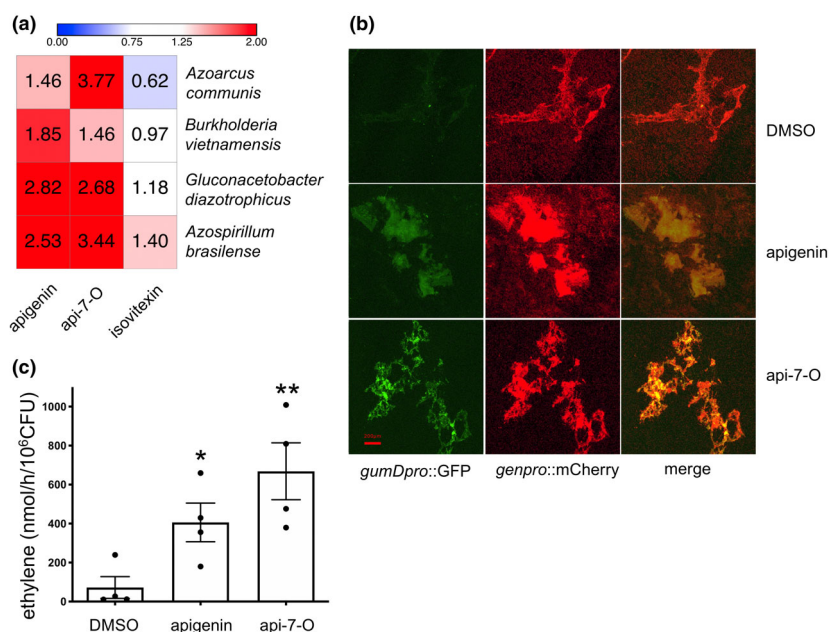 (a)
0.00 0.75 1.25 2.00
1.46 3.77 0.62 Azoarcus communis
1.85 1.46 0.97 Burkholderia vietnamensis
2.82 2.68 1.18 Gluconacetobacter diazotrophicus
2.53 3.44 1.40 Azospirillum brasilense
apigenin api-7-O isovitexin
(b)
DMSO
apigenin
api-7-O
gumDpro::GFP genpro::mCherry merge
(c)
ethylene (nmol/h/10⁶CFU)
1000
800
600
400
200
0
*
**
DMSO apigenin api-7-O